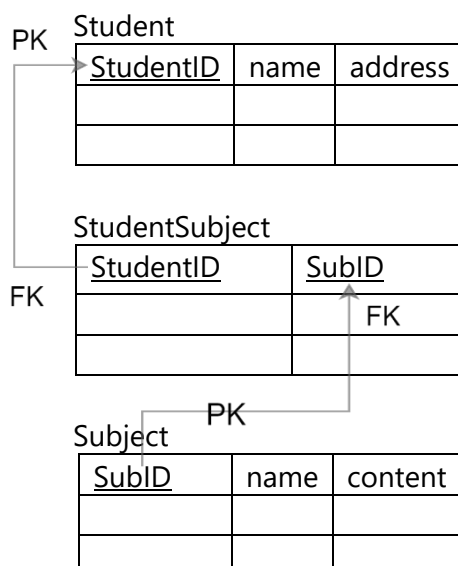 PK
Student
StudentID name address
StudentSubject
StudentID SubID
FK
FK
PK
Subject
SubID name content